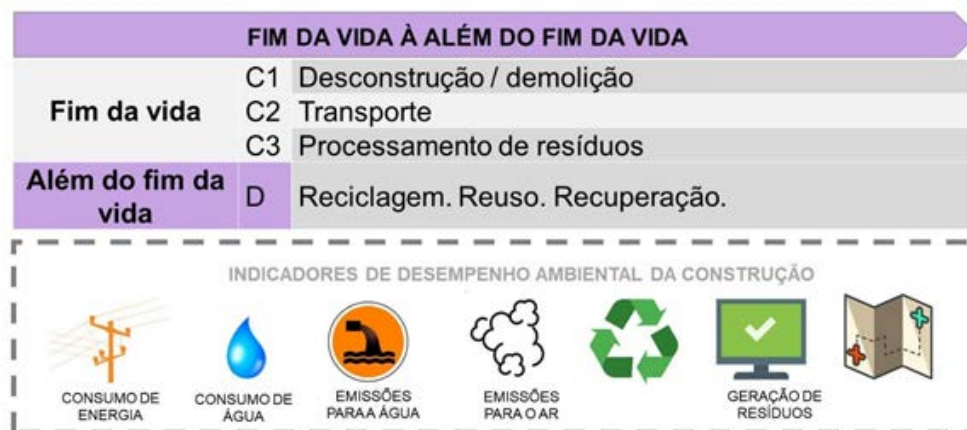 FIM DA VIDA À ALÉM DO FIM DA VIDA
Fim da vida
C1 Desconstrução / demolição
C2 Transporte
C3 Processamento de resíduos
Além do fim da
vida
D Reciclagem. Reuso. Recuperação.
INDICADORES DE DESEMPENHO AMBIENTAL DA CONSTRUÇÃO
CONSUMO DE
ENERGIA
CONSUMO DE
ÁGUA
EMISSÕES
PARA A ÁGUA
EMISSÕES
PARA O AR
GERAÇÃO DE
RESÍDUOS